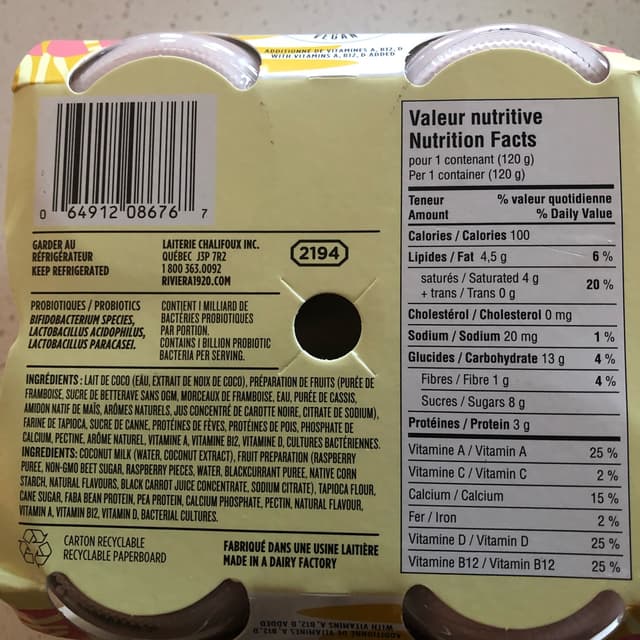 VEGAN
ADDITIONNÉ DE VITAMINES A, B12, D
WITH VITAMINS A, B12, D ADDED
0 64912 08676 7
GARDER AU
RÉFRIGÉRATEUR
KEEP REFRIGERATED
LAITERIE CHALIFOUX INC.
QUÉBEC J3P 7R2
1 800 363.0092
RIVIERA1920.COM
2194
PROBIOTIQUES / PROBIOTICS
BIFIDOBACTERIUM SPECIES,
LACTOBACILLUS ACIDOPHILUS,
LACTOBACILLUS PARACASEI.
CONTIENT 1 MILLIARD DE
BACTÉRIES PROBIOTIQUES
PAR PORTION.
CONTAINS 1 BILLION PROBIOTIC
BACTERIA PER SERVING.
INGRÉDIENTS : LAIT DE COCO (EAU, EXTRAIT DE NOIX DE COCO), PRÉPARATION DE FRUITS (PURÉE DE
FRAMBOISE, SUCRE DE BETTERAVE SANS OGM, MORCEAUX DE FRAMBOISE, EAU, PURÉE DE CASSIS,
AMIDON NATIF DE MAÏS, ARÔMES NATURELS, JUS CONCENTRÉ DE CAROTTE NOIRE, CITRATE DE SODIUM),
FARINE DE TAPIOCA, SUCRE DE CANNE, PROTÉINES DE FÈVES, PROTÉINES DE POIS, PHOSPHATE DE
CALCIUM, PECTINE, ARÔME NATUREL, VITAMINE A, VITAMINE B12, VITAMINE D, CULTURES BACTÉRIENNES.
INGREDIENTS: COCONUT MILK (WATER, COCONUT EXTRACT), FRUIT PREPARATION (RASPBERRY
PUREE, NON-GMO BEET SUGAR, RASPBERRY PIECES, WATER, BLACKCURRANT PUREE, NATIVE CORN
STARCH, NATURAL FLAVOURS, BLACK CARROT JUICE CONCENTRATE, SODIUM CITRATE), TAPIOCA FLOUR,
CANE SUGAR, FABA BEAN PROTEIN, PEA PROTEIN, CALCIUM PHOSPHATE, PECTIN, NATURAL FLAVOUR,
VITAMIN A, VITAMIN B12, VITAMIN D, BACTERIAL CULTURES.
CARTON RECYCLABLE
RECYCLABLE PAPERBOARD
FABRIQUÉ DANS UNE USINE LAITIÈRE
MADE IN A DAIRY FACTORY
Valeur nutritive
Nutrition Facts
pour 1 contenant (120 g)
Per 1 container (120 g)
Teneur % valeur quotidienne
Amount % Daily Value
Calories / Calories 100
Lipides / Fat 4,5 g 6 %
saturés / Saturated 4 g
+ trans / Trans 0 g 20 %
Cholestérol / Cholesterol 0 mg
Sodium / Sodium 20 mg 1 %
Glucides / Carbohydrate 13 g 4 %
Fibres / Fibre 1 g 4 %
Sucres / Sugars 8 g
Protéines / Protein 3 g
Vitamine A / Vitamin A 25 %
Vitamine C / Vitamin C 2 %
Calcium / Calcium 15 %
Fer / Iron 2 %
Vitamine D / Vitamin D 25 %
Vitamine B12 / Vitamin B12 25 %
WITH VITAMINS A, B12, D ADDED
ADDITIONNÉ DE VITAMINES A, B12, D